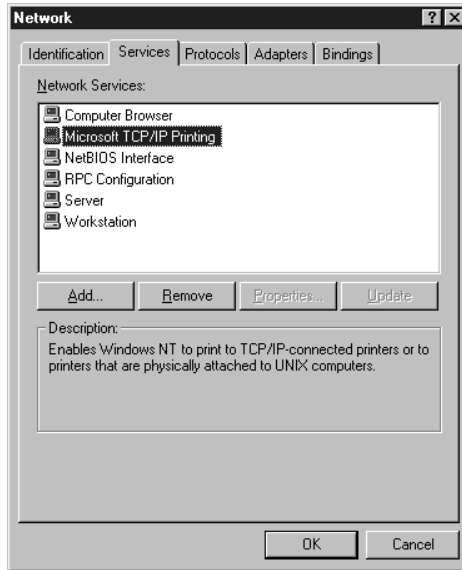 Network
? X
Identification Services Protocols Adapters Bindings
Network Services:
Computer Browser
Microsoft TCP/IP Printing
NetBIOS Interface
RPC Configuration
Server
Workstation
Add... Remove Properties... Update
Description:
Enables Windows NT to print to TCP/IP-connected printers or to
printers that are physically attached to UNIX computers.
OK Cancel